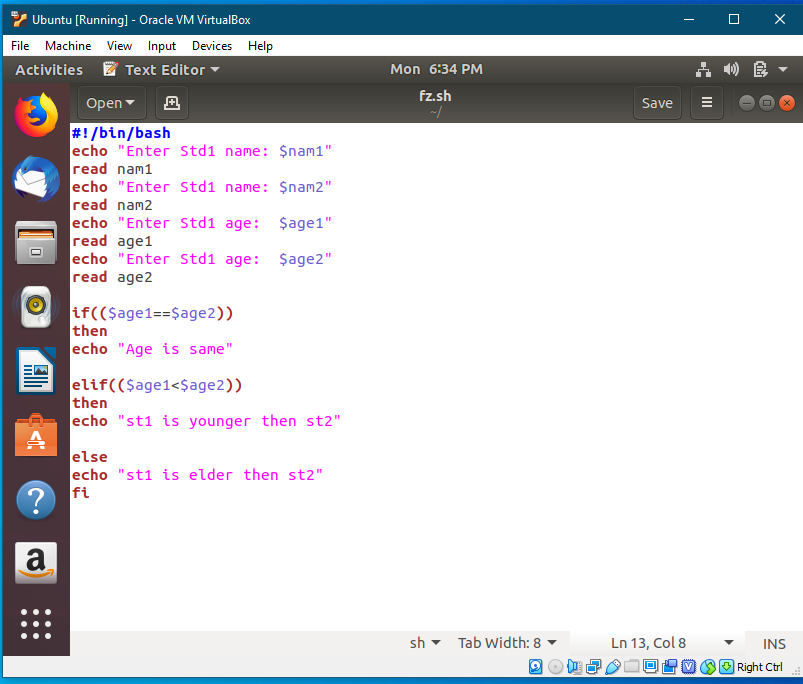 Ubuntu [Running] - Oracle VM VirtualBox
File Machine View Input Devices Help
Activities Text Editor Mon 6:34 PM
Open fz.sh Save
~/
#!/bin/bash
echo "Enter Std1 name: $nam1"
read nam1
echo "Enter Std1 name: $nam2"
read nam2
echo "Enter Std1 age:  $age1"
read age1
echo "Enter Std1 age:  $age2"
read age2
if(($age1==$age2))
then
echo "Age is same"
elif(($age1<$age2))
then
echo "st1 is younger then st2"
else
echo "st1 is elder then st2"
fi
sh Tab Width: 8 Ln 13, Col 8 INS
Right Ctrl